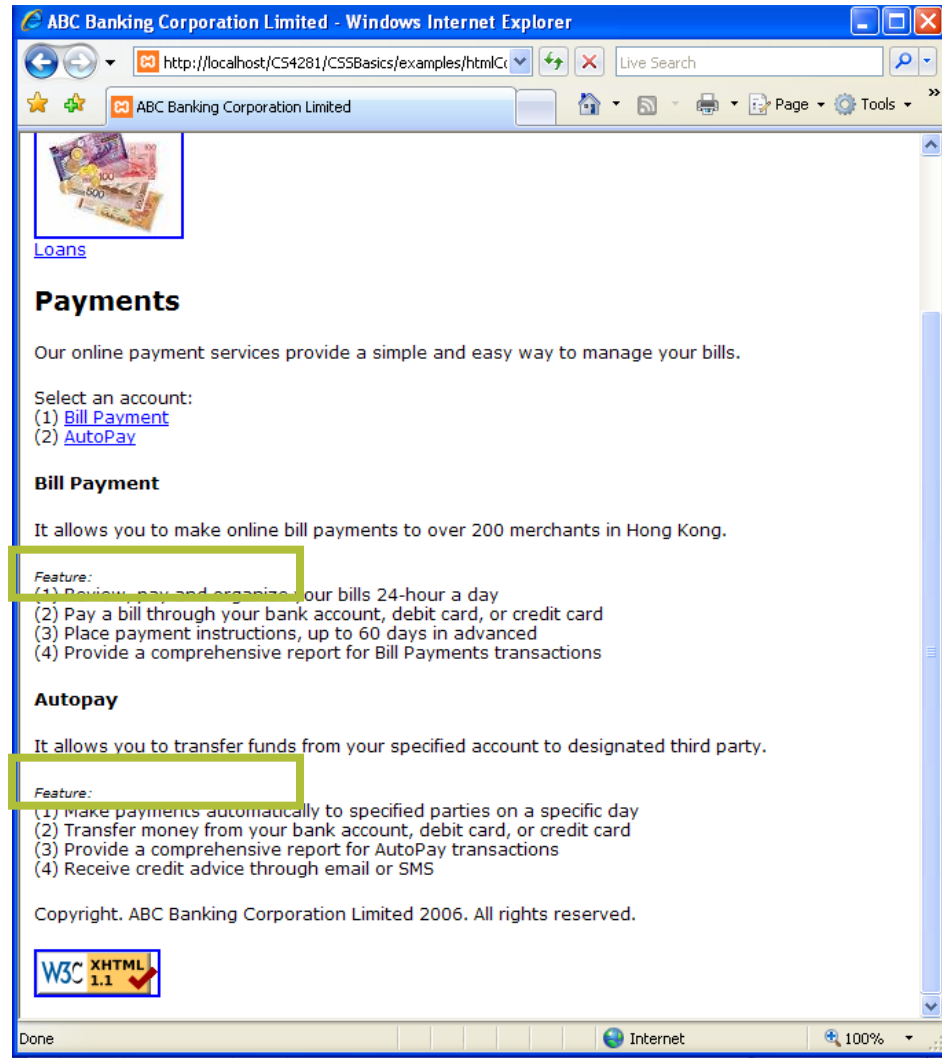 ABC Banking Corporation Limited - Windows Internet Explorer
http://localhost/CS4281/CSSBasics/examples/htmlCo
Live Search
ABC Banking Corporation Limited
Page
Tools
»
100
100
500
Loans
Payments
Our online payment services provide a simple and easy way to manage your bills.
Select an account:
(1) Bill Payment
(2) AutoPay
Bill Payment
It allows you to make online bill payments to over 200 merchants in Hong Kong.
Feature:
(1) Review, pay and organize your bills 24-hour a day
(2) Pay a bill through your bank account, debit card, or credit card
(3) Place payment instructions, up to 60 days in advanced
(4) Provide a comprehensive report for Bill Payments transactions
Autopay
It allows you to transfer funds from your specified account to designated third party.
Feature:
(1) Make payments automatically to specified parties on a specific day
(2) Transfer money from your bank account, debit card, or credit card
(3) Provide a comprehensive report for AutoPay transactions
(4) Receive credit advice through email or SMS
Copyright. ABC Banking Corporation Limited 2006. All rights reserved.
W3C XHTML 1.1
Done
Internet
100%